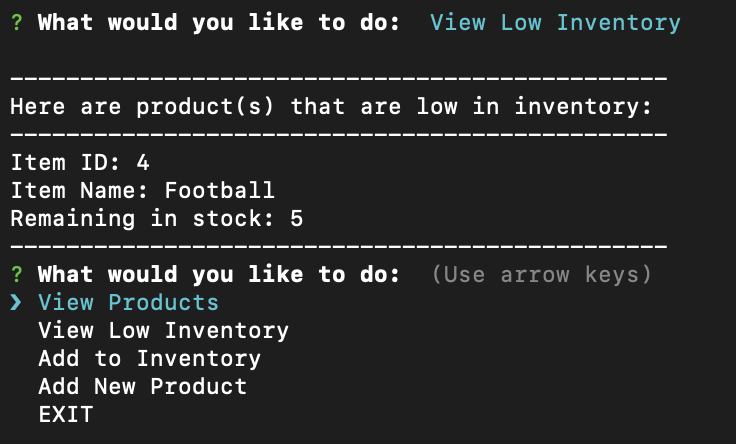 ? What would you like to do:  View Low Inventory
-----------------------------------------------
Here are product(s) that are low in inventory:
-----------------------------------------------
Item ID: 4
Item Name: Football
Remaining in stock: 5
-----------------------------------------------
? What would you like to do:  (Use arrow keys)
❯ View Products
  View Low Inventory
  Add to Inventory
  Add New Product
  EXIT